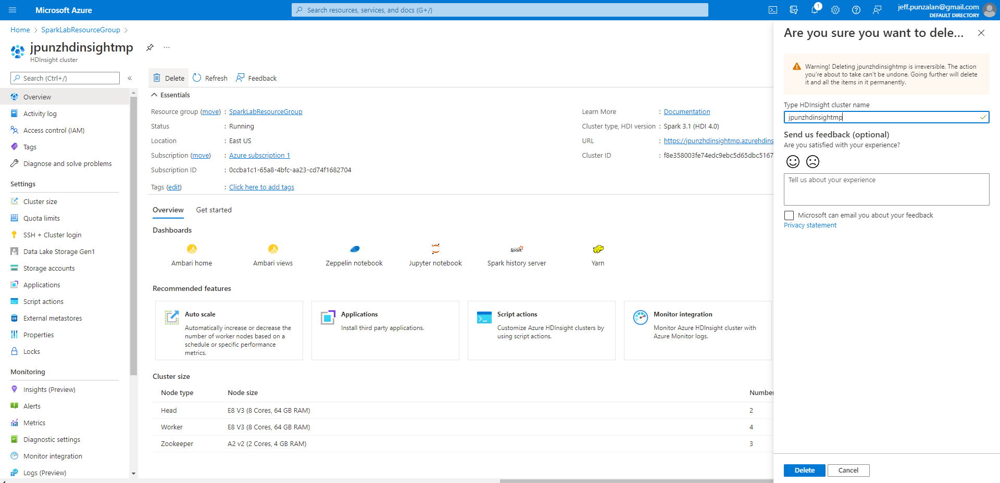 Microsoft Azure
Search resources, services, and docs (G+/)
1
jeff.punzalan@gmail.com
DEFAULT DIRECTORY
Home > SparkLabResourceGroup >
jpunzhdinsightmp
HDInsight cluster
Search (Ctrl+/)
Overview
Activity log
Access control (IAM)
Tags
Diagnose and solve problems
Settings
Cluster size
Quota limits
SSH + Cluster login
Data Lake Storage Gen1
Storage accounts
Applications
Script actions
External metastores
Properties
Locks
Monitoring
Insights (Preview)
Alerts
Metrics
Diagnostic settings
Monitor integration
Logs (Preview)
Delete
Refresh
Feedback
Essentials
Resource group (move) : SparkLabResourceGroup
Status : Running
Location : East US
Subscription (move) : Azure subscription 1
Subscription ID : 0ccba1c1-65a8-4bfc-aa23-cd74f1682704
Tags (edit) : Click here to add tags
Learn More : Documentation
Cluster type, HDI version : Spark 3.1 (HDI 4.0)
URL : https://jpunzhdinsightmp.azurehdins
Cluster ID : f8e358003fe74edc9ebc5d65dbc5167
Overview
Get started
Dashboards
Ambari home
Ambari views
Zeppelin notebook
Jupyter notebook
Spark
Spark history server
Yarn
Recommended features
Auto scale
Automatically increase or decrease the
number of worker nodes based on a
schedule or specific performance
metrics.
Applications
Install third party applications.
Script actions
Customize Azure HDInsight clusters by
using script actions.
Monitor integration
Monitor Azure HDInsight cluster with
Azure Monitor logs.
Cluster size
Node type Node size Number
Head E8 V3 (8 Cores, 64 GB RAM) 2
Worker E8 V3 (8 Cores, 64 GB RAM) 4
Zookeeper A2 v2 (2 Cores, 4 GB RAM) 3
Are you sure you want to dele...
Warning! Deleting jpunzhdinsightmp is irreversible. The action
you're about to take can't be undone. Going further will delete
it and all the items in it permanently.
Type HDInsight cluster name
jpunzhdinsightmp
Send us feedback (optional)
Are you satisfied with your experience?
Tell us about your experience
Microsoft can email you about your feedback
Privacy statement
Delete
Cancel